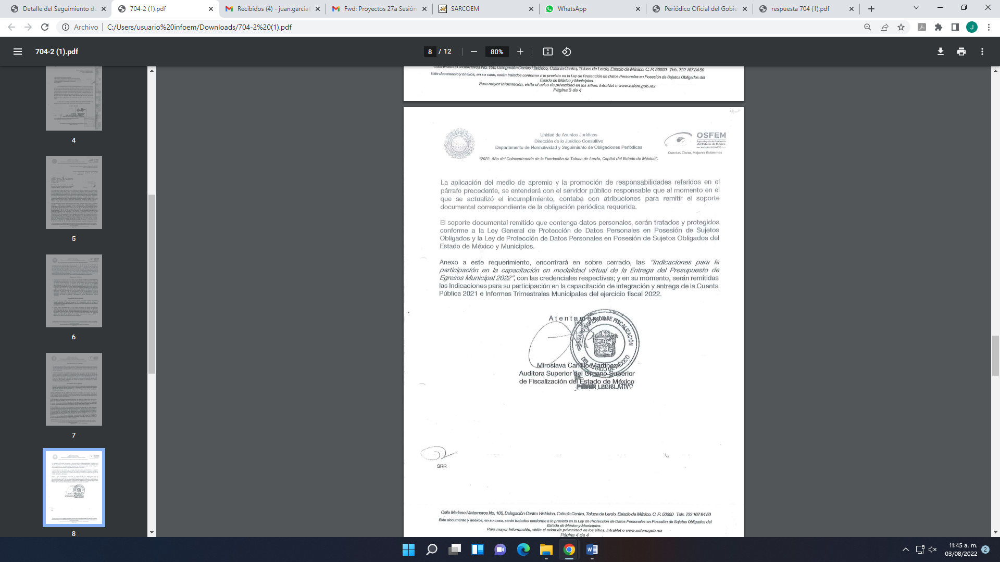 Detalle del Seguimiento de
704-2 (1).pdf
Recibidos (4) - juan.garcia
Fwd: Proyectos 27a Sesión
SARCOEM
WhatsApp
Periódico Oficial del Gobie
respuesta 704 (1).pdf
Archivo
C:/Users/usuario%20infoem/Downloads/704-2%20(1).pdf
J
704-2 (1).pdf
8 / 12
80%
4
5
6
7
8
Calle Mariano Matamoros No. 106, Delegación Centro Histórico, Colonia Centro, Toluca de Lerdo, Estado de México. C. P. 50000 Tels. 722 167 84 50
Este documento y anexos, en su caso, serán tratados conforme a lo previsto en la Ley de Protección de Datos Personales en Posesión de Sujetos Obligados del
Estado de México y Municipios.
Para mayor información, visite el aviso de privacidad en los sitios: IntraNet o www.osfem.gob.mx
Página 3 de 4
Unidad de Asuntos Jurídicos
Dirección de lo Jurídico Consultivo
Departamento de Normatividad y Seguimiento de Obligaciones Periódicas
"2022. Año del Quincentenario de la Fundación de Toluca de Lerdo, Capital del Estado de México".
OSFEM
Órgano Superior de Fiscalización
del Estado de México
PODER LEGISLATIVO
Cuentas Claras, Mejores Gobiernos
La aplicación del medio de apremio y la promoción de responsabilidades referidos en el
párrafo precedente, se entenderá con el servidor público responsable que al momento en el
que se actualizó el incumplimiento, contaba con atribuciones para remitir el soporte
documental correspondiente de la obligación periódica requerida.
El soporte documental remitido que contenga datos personales, serán tratados y protegidos
conforme a la Ley General de Protección de Datos Personales en Posesión de Sujetos
Obligados y la Ley de Protección de Datos Personales en Posesión de Sujetos Obligados del
Estado de México y Municipios.
Anexo a este requerimiento, encontrará en sobre cerrado, las "Indicaciones para la
participación en la capacitación en modalidad virtual de la Entrega del Presupuesto de
Egresos Municipal 2022", con las credenciales respectivas; y en su momento, serán remitidas
las Indicaciones para su participación en la capacitación de integración y entrega de la Cuenta
Pública 2021 e Informes Trimestrales Municipales del ejercicio fiscal 2022.
Atentamente
ÓRGANO SUPERIOR DE FISCALIZACIÓN
DEL ESTADO DE MÉXICO
Miroslava Carrillo Martínez
Auditora Superior del Órgano Superior
de Fiscalización del Estado de México
PODER LEGISLATIVO
SRR
Calle Mariano Matamoros No. 106, Delegación Centro Histórico, Colonia Centro, Toluca de Lerdo, Estado de México. C. P. 50000 Tels. 722 167 84 50
Este documento y anexos, en su caso, serán tratados conforme a lo previsto en la Ley de Protección de Datos Personales en Posesión de Sujetos Obligados del
Estado de México y Municipios.
Para mayor información, visite el aviso de privacidad en los sitios: IntraNet o www.osfem.gob.mx
Página 4 de 4
11:45 a. m.
03/08/2022
2